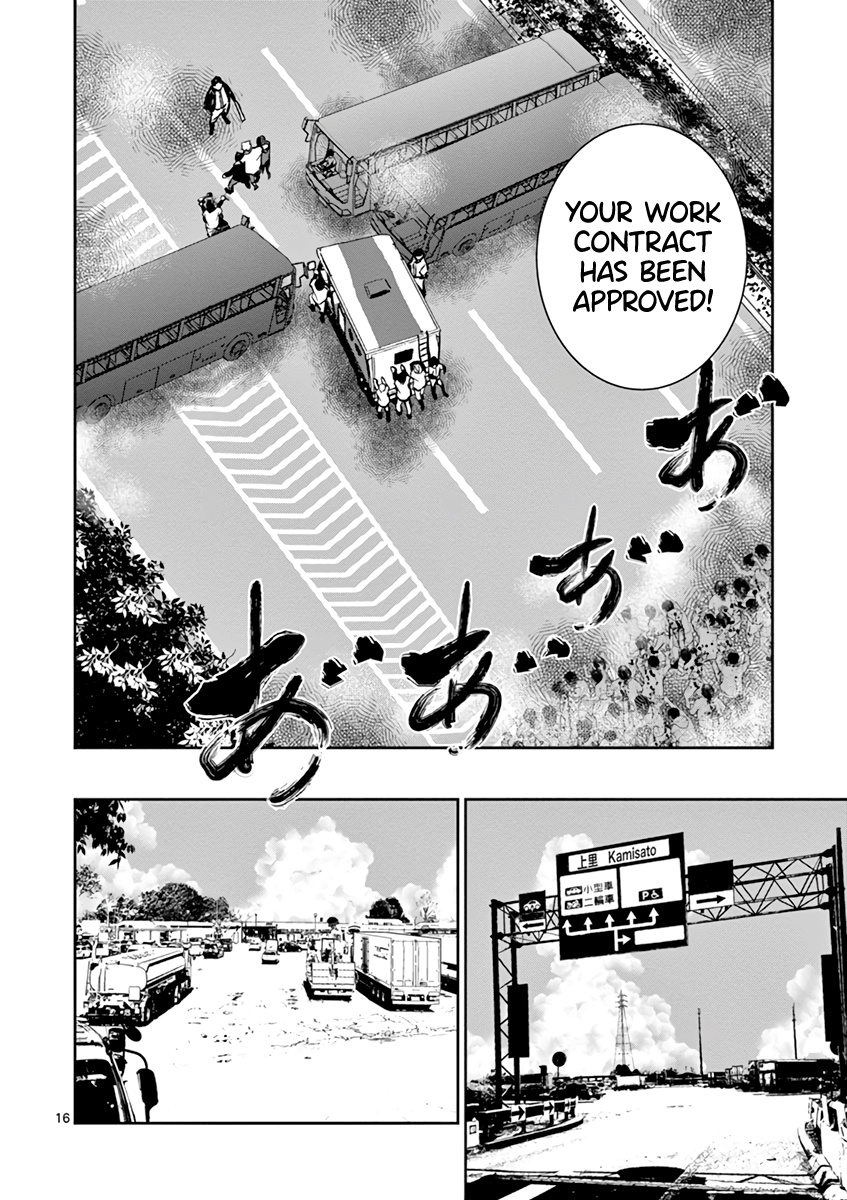 YOUR WORK
CONTRACT
HAS BEEN
APPROVED!
あ゛
あ゛
あ゛
あ゛
上里 Kamisato
小型車
二輪車
P
16